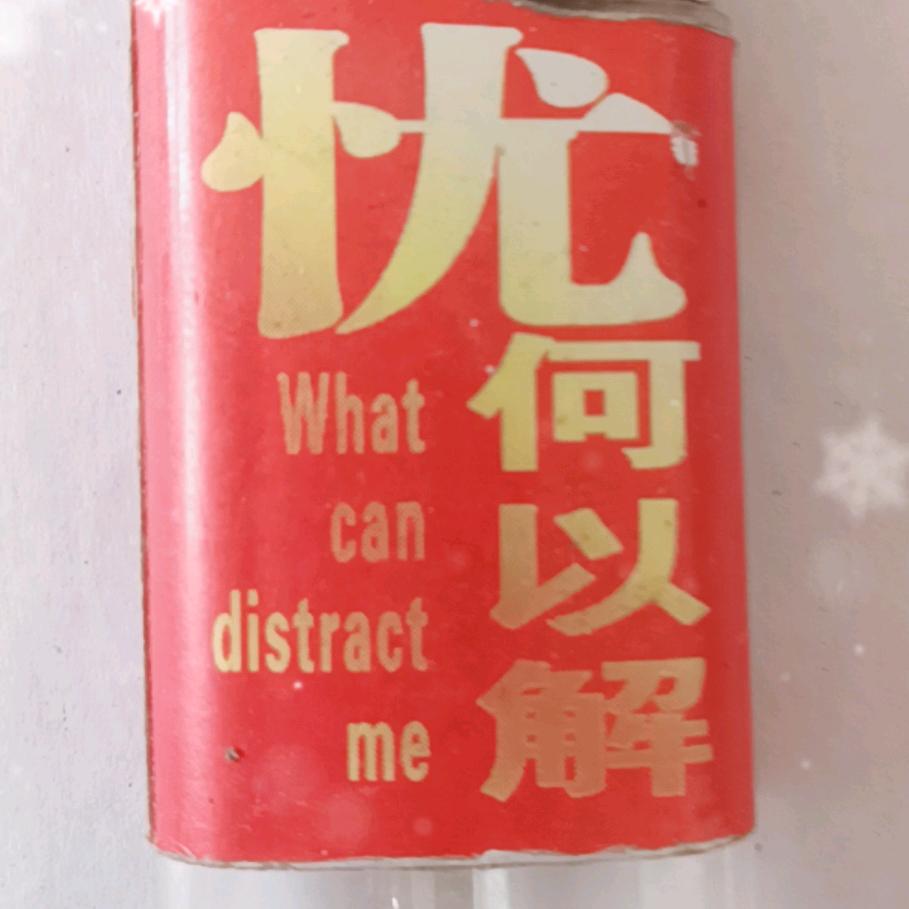 忧
何
以
解
What
can
distract
me